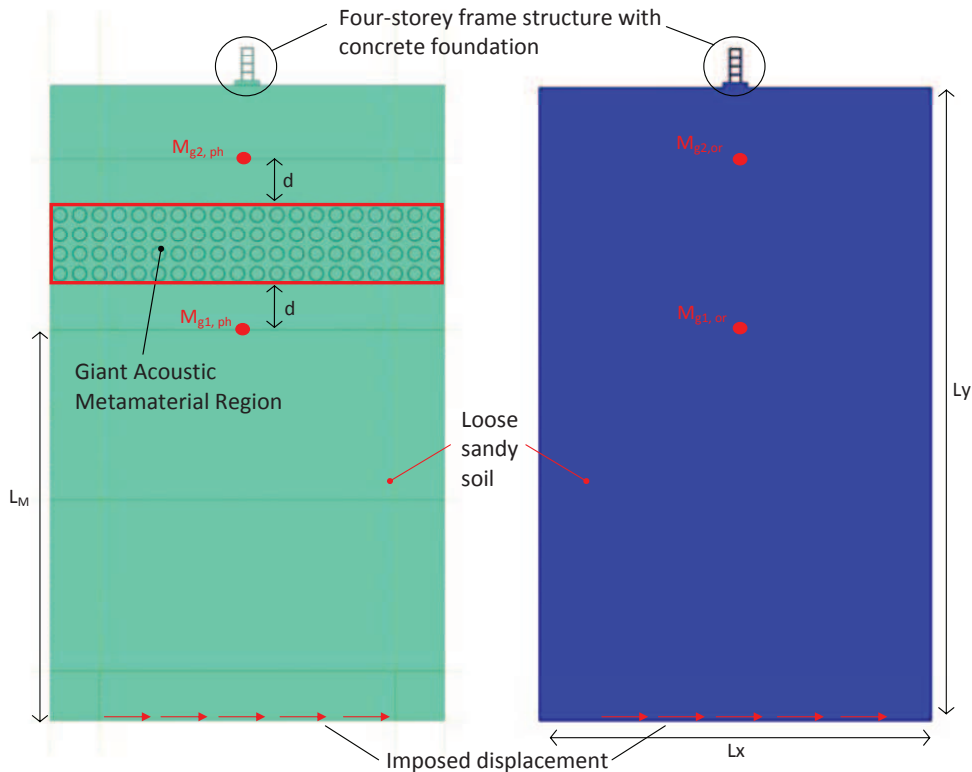 Four-storey frame structure with
concrete foundation
Mg2, ph
d
Mg2,or
d
Mg1, ph
Mg1, or
Giant Acoustic
Metamaterial Region
Ly
Loose
sandy
soil
LM
Imposed displacement
Lx